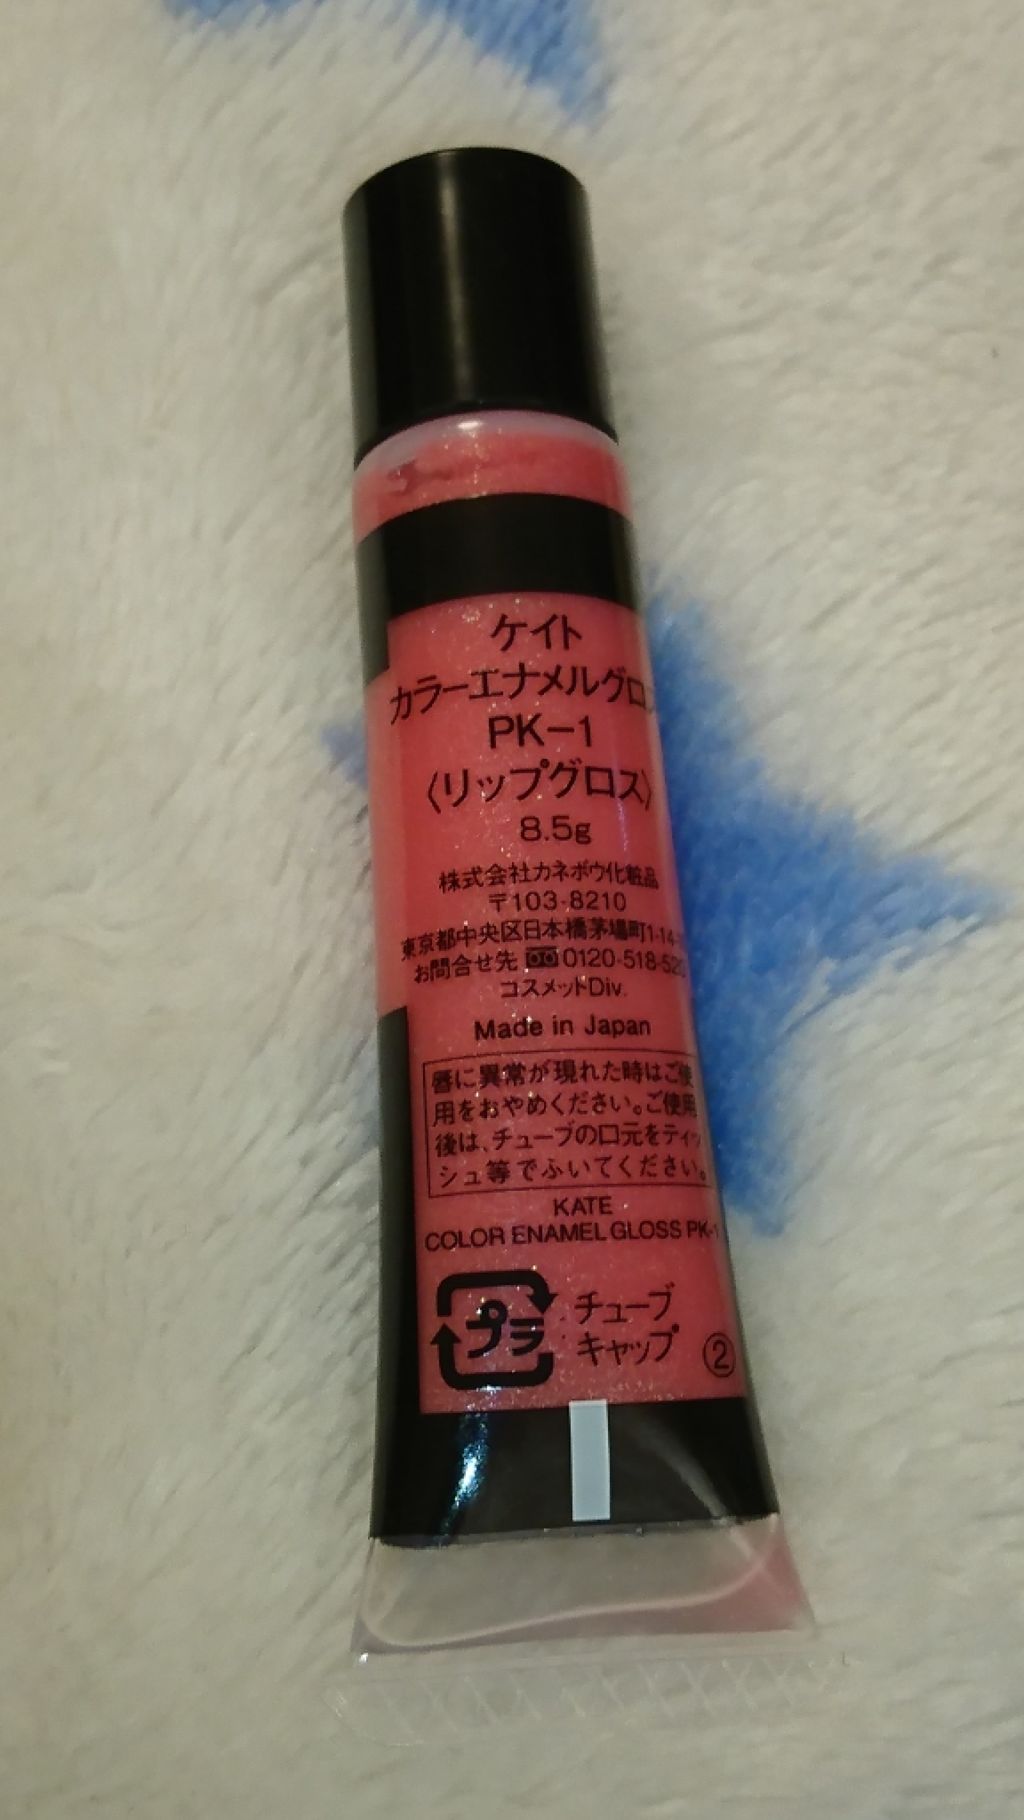 ケイト
カラーエナメルグロス
PK-1
〈リップグロス〉
8.5g
株式会社カネボウ化粧品
〒103-8210
東京都中央区日本橋茅場町1-14-
お問合せ先 0120-518-520
コスメットDiv.
Made in Japan
唇に異常が現れた時はご使
用をおやめください。ご使用
後は、チューブの口元をティッ
シュ等でふいてください。
KATE
COLOR ENAMEL GLOSS PK-1
プラ チューブ
キャップ
②